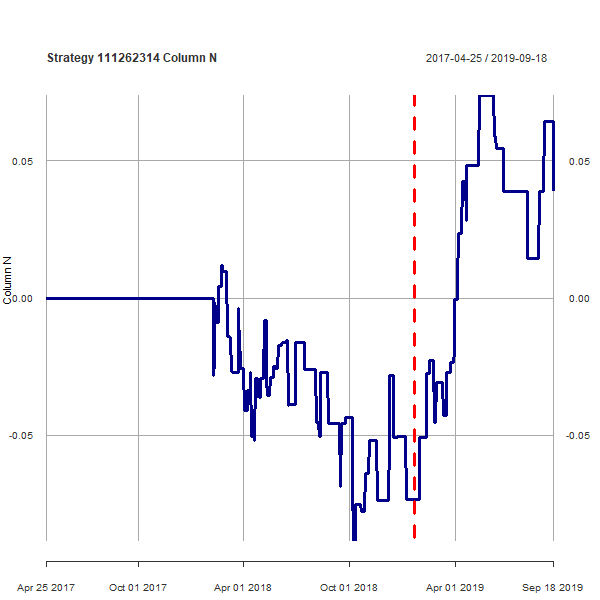 Strategy 111262314 Column N
2017-04-25 / 2019-09-18
0.05
0.05
Column N
0.00
0.00
-0.05
-0.05
Apr 25 2017
Oct 01 2017
Apr 01 2018
Oct 01 2018
Apr 01 2019
Sep 18 2019